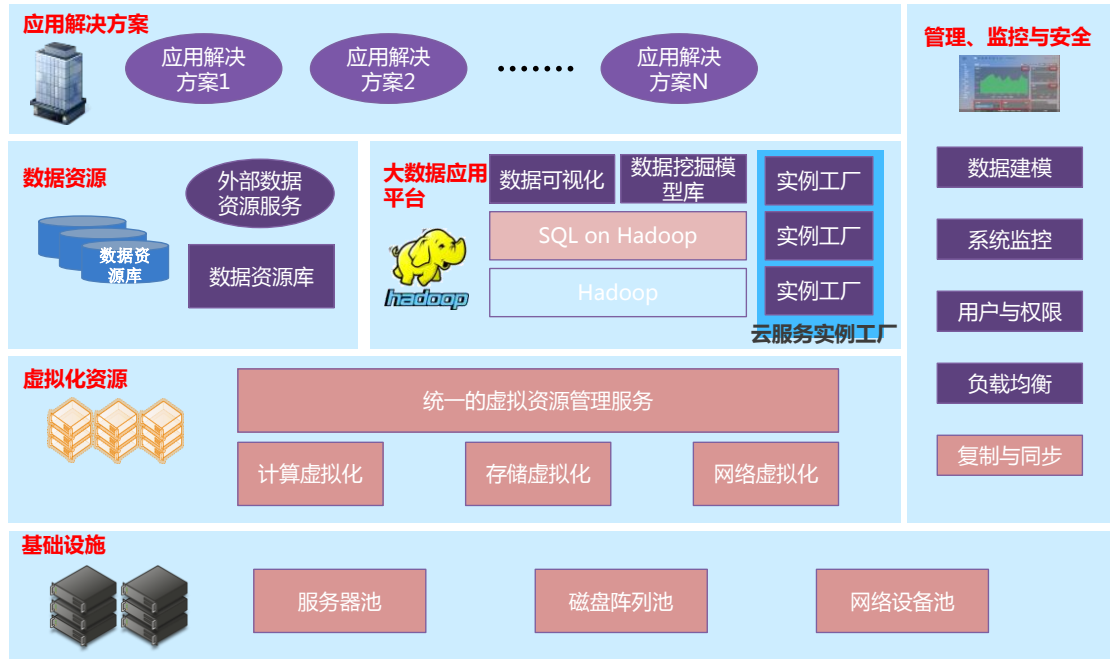 应用解决方案
应用解决
方案1
应用解决
方案2
.......
应用解决
方案N
管理、监控与安全
数据建模
系统监控
用户与权限
负载均衡
复制与同步
数据资源
数据资
源库
外部数据
资源服务
数据资源库
大数据应用
平台
hadoop
数据可视化
数据挖掘模
型库
SQL on Hadoop
Hadoop
实例工厂
实例工厂
实例工厂
云服务实例工厂
虚拟化资源
统一的虚拟资源管理服务
计算虚拟化
存储虚拟化
网络虚拟化
基础设施
服务器池
磁盘阵列池
网络设备池